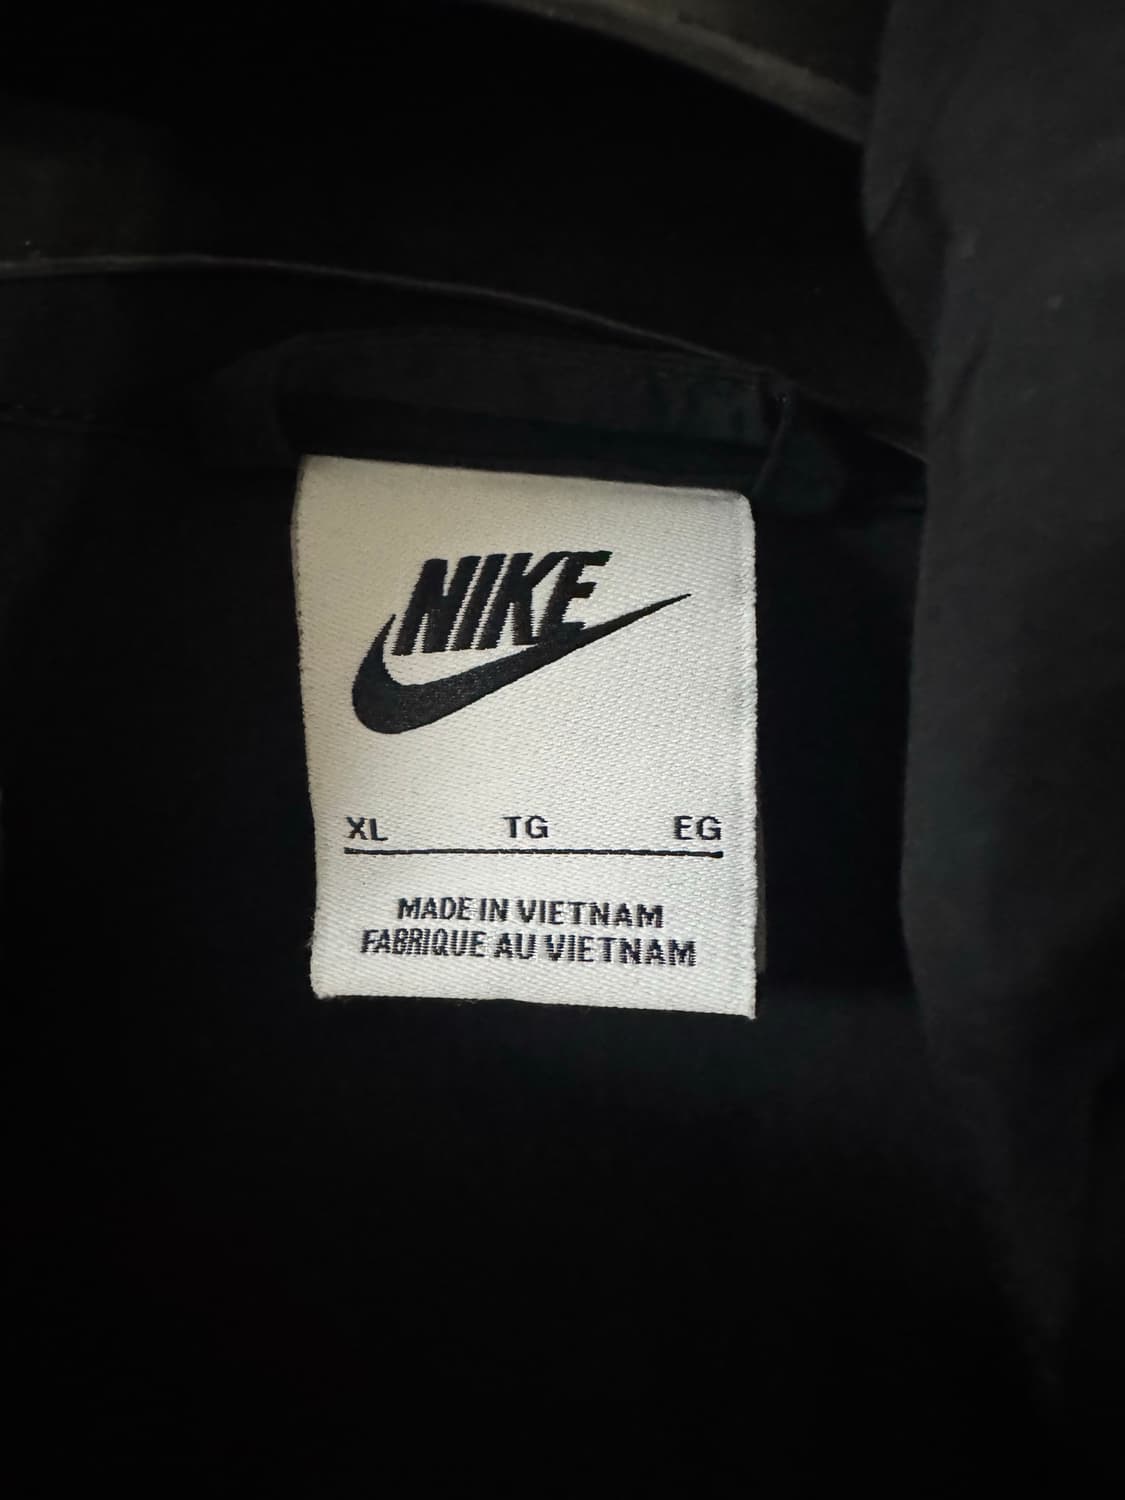 NIKE
XL TG EG
MADE IN VIETNAM
FABRIQUE AU VIETNAM